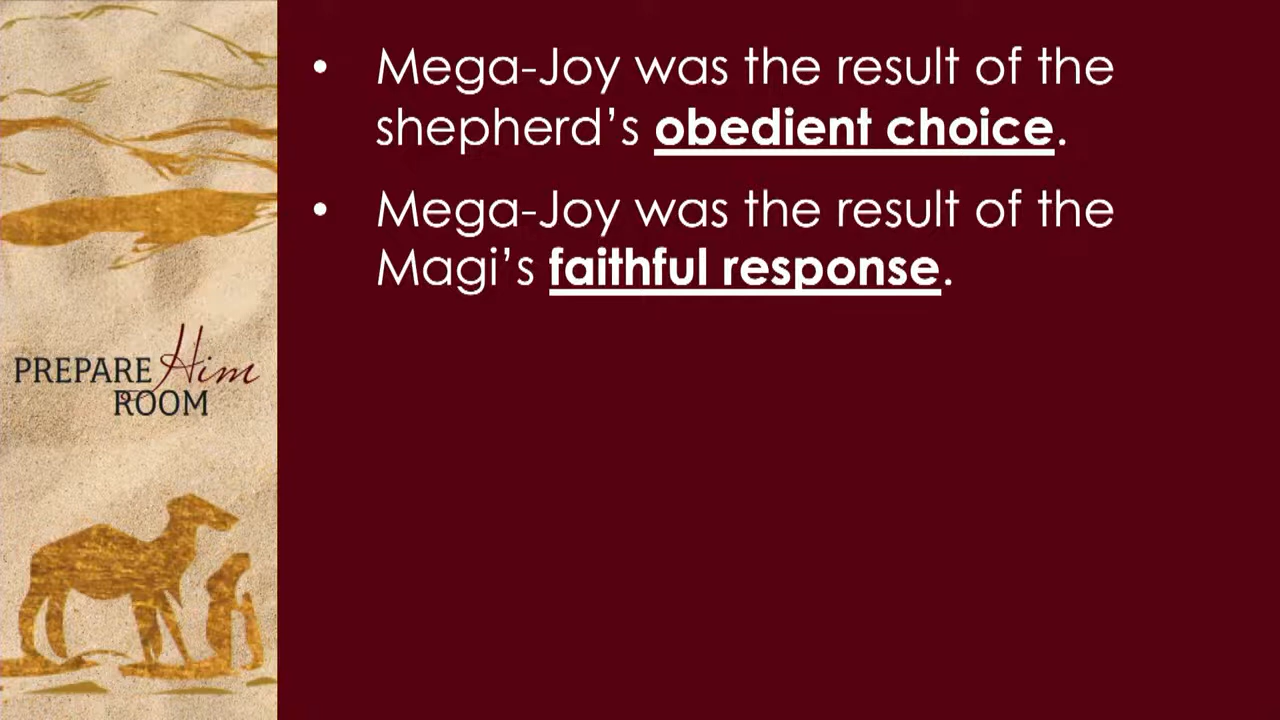 • Mega-Joy was the result of the
shepherd’s obedient choice.
• Mega-Joy was the result of the
Magi’s faithful response.
PREPARE Him
ROOM